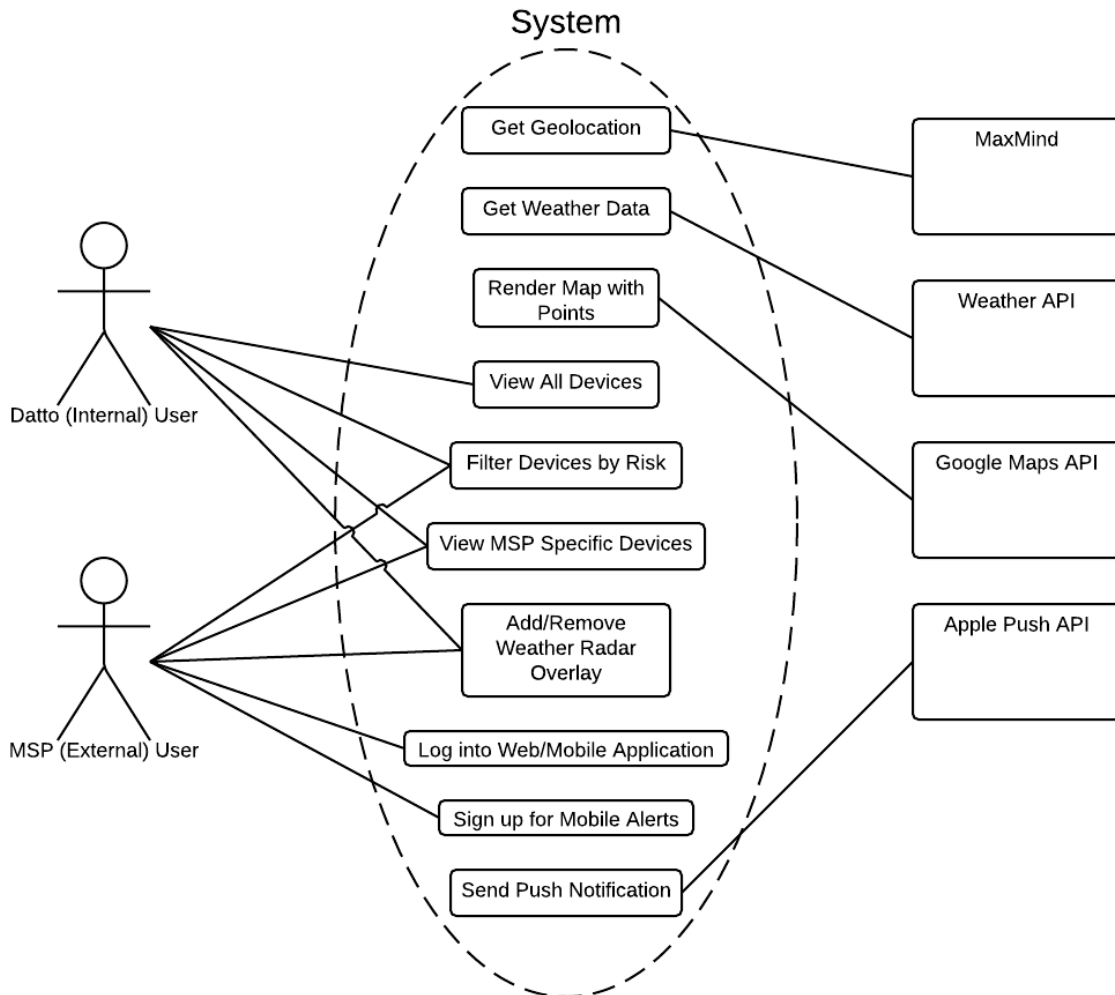 System
Get Geolocation
MaxMind
Get Weather Data
Weather API
Render Map with
Points
View All Devices
Datto (Internal) User
Filter Devices by Risk
Google Maps API
View MSP Specific Devices
Add/Remove
Weather Radar
Overlay
Apple Push API
MSP (External) User
Log into Web/Mobile Application
Sign up for Mobile Alerts
Send Push Notification